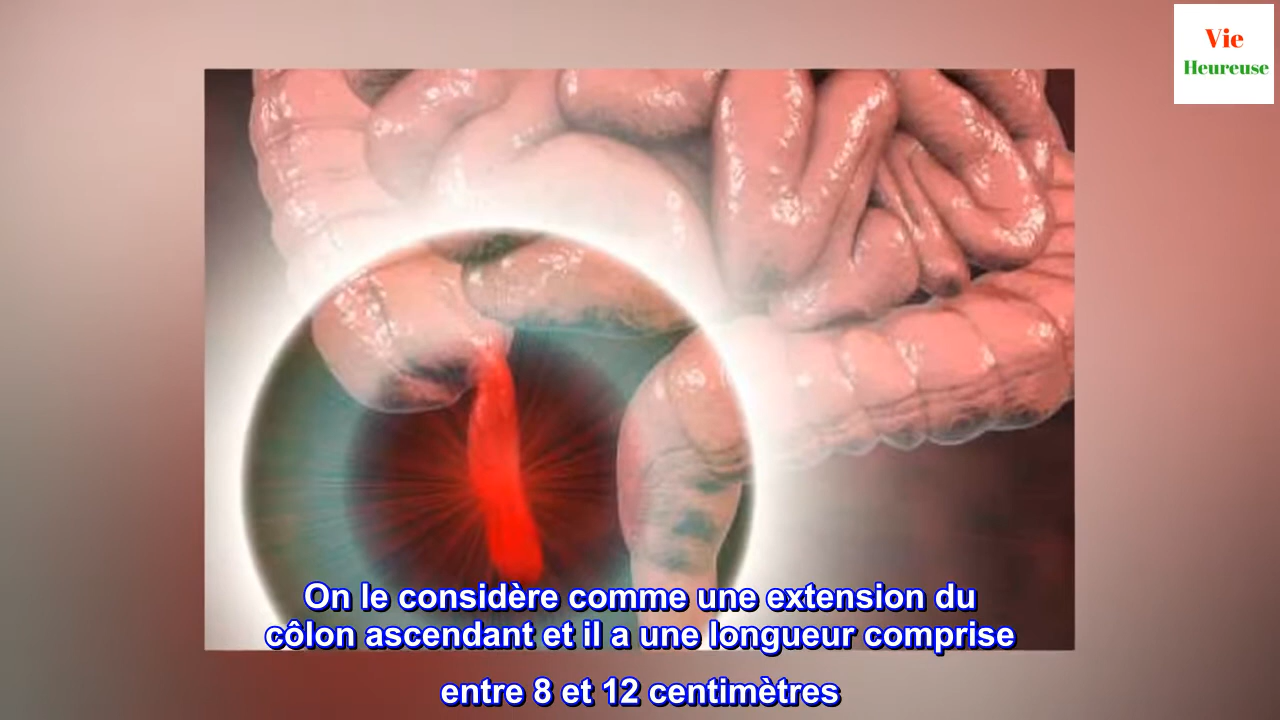 Vie
Heureuse
On le considère comme une extension du
côlon ascendant et il a une longueur comprise
entre 8 et 12 centimètres